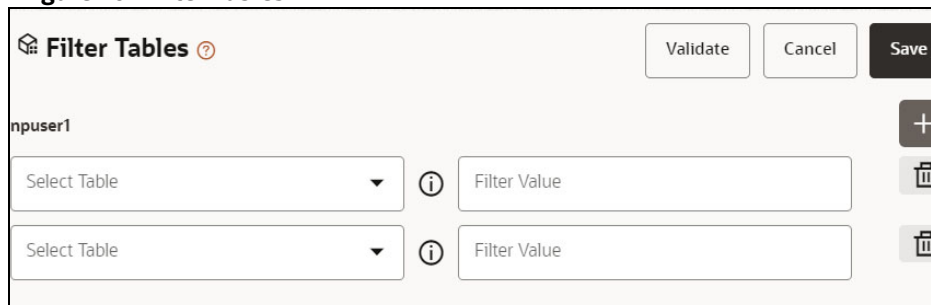 Filter Tables
Validate Cancel Save
npuser1
Select Table Filter Value
Select Table Filter Value